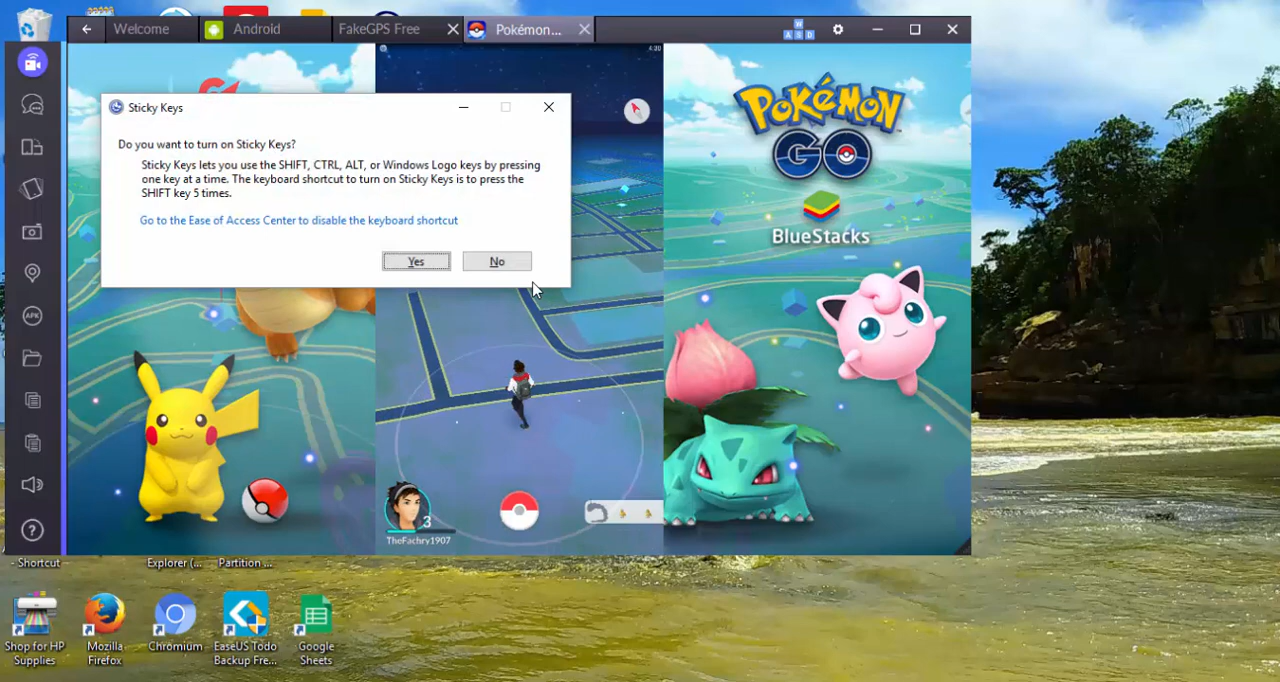 Welcome
Android
FakeGPS Free
Pokémon...
H
A S D
4:30
Sticky Keys
Do you want to turn on Sticky Keys?
Sticky Keys lets you use the SHIFT, CTRL, ALT, or Windows Logo keys by pressing
one key at a time. The keyboard shortcut to turn on Sticky Keys is to press the
SHIFT key 5 times.
Go to the Ease of Access Center to disable the keyboard shortcut
Yes
No
POKéMON
GO
BlueStacks
APK
3
TheFachry1907
- Shortcut
Explorer (...
Partition ...
Shop for HP
Supplies
Mozilla
Firefox
Chromium
EaseUS Todo
Backup Fre...
Google
Sheets